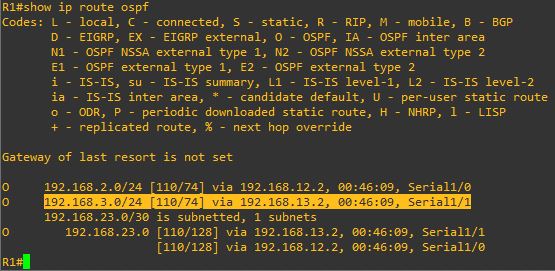 R1#show ip route ospf
Codes: L - local, C - connected, S - static, R - RIP, M - mobile, B - BGP
       D - EIGRP, EX - EIGRP external, O - OSPF, IA - OSPF inter area
       N1 - OSPF NSSA external type 1, N2 - OSPF NSSA external type 2
       E1 - OSPF external type 1, E2 - OSPF external type 2
       i - IS-IS, su - IS-IS summary, L1 - IS-IS level-1, L2 - IS-IS level-2
       ia - IS-IS inter area, * - candidate default, U - per-user static route
       o - ODR, P - periodic downloaded static route, H - NHRP, l - LISP
       + - replicated route, % - next hop override
Gateway of last resort is not set
O     192.168.2.0/24 [110/74] via 192.168.12.2, 00:46:09, Serial1/0
O     192.168.3.0/24 [110/74] via 192.168.13.2, 00:46:09, Serial1/1
      192.168.23.0/30 is subnetted, 1 subnets
O        192.168.23.0 [110/128] via 192.168.13.2, 00:46:09, Serial1/1
                      [110/128] via 192.168.12.2, 00:46:09, Serial1/0
R1#